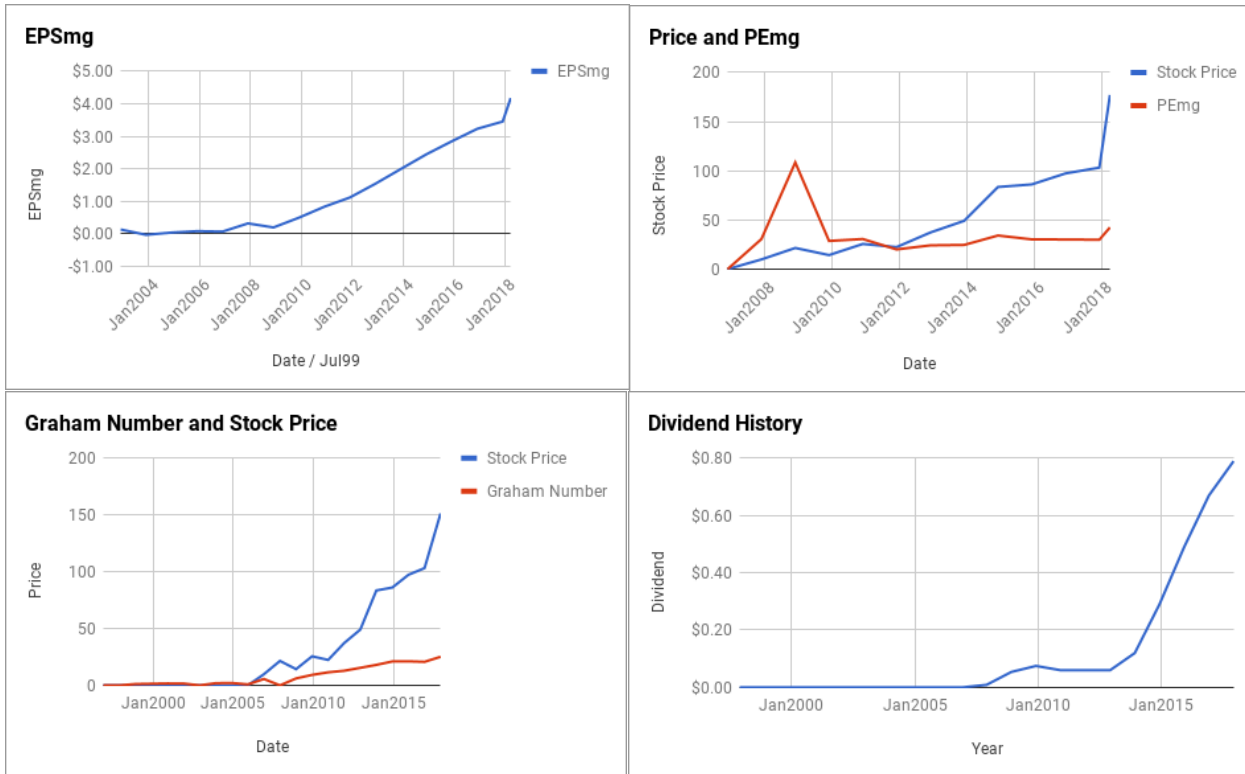 EPSmg
EPSmg
$5.00
$4.00
$3.00
$2.00
$1.00
$0.00
-$1.00
EPSmg
Jan2004
Jan2006
Jan2008
Jan2010
Jan2012
Jan2014
Jan2016
Jan2018
Date / Jul99
Price and PEmg
Stock Price
PEmg
200
150
100
50
0
Stock Price
Jan2008
Jan2010
Jan2012
Jan2014
Jan2016
Jan2018
Date
Graham Number and Stock Price
Stock Price
Graham Number
200
150
100
50
0
Price
Jan2000
Jan2005
Jan2010
Jan2015
Date
Dividend History
$0.80
$0.60
$0.40
$0.20
$0.00
Dividend
Jan2000
Jan2005
Jan2010
Jan2015
Year